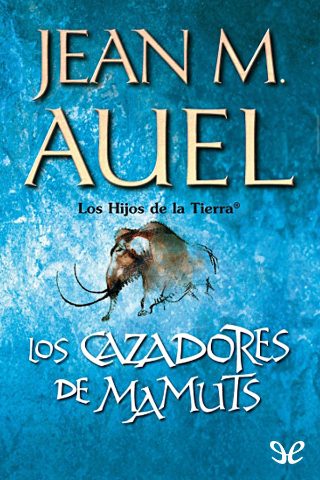 JEAN M.
AUEL
Los Hijos de la Tierra®
LOS CAZADORES
DE MAMUTS